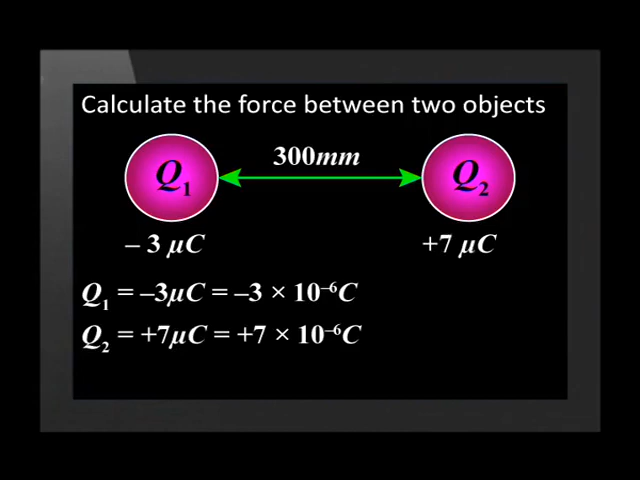 Calculate the force between two objects
300mm
Q₁ Q₂
– 3 µC +7 µC
Q₁ = –3µC = –3 × 10⁻⁶C
Q₂ = +7µC = +7 × 10⁻⁶C